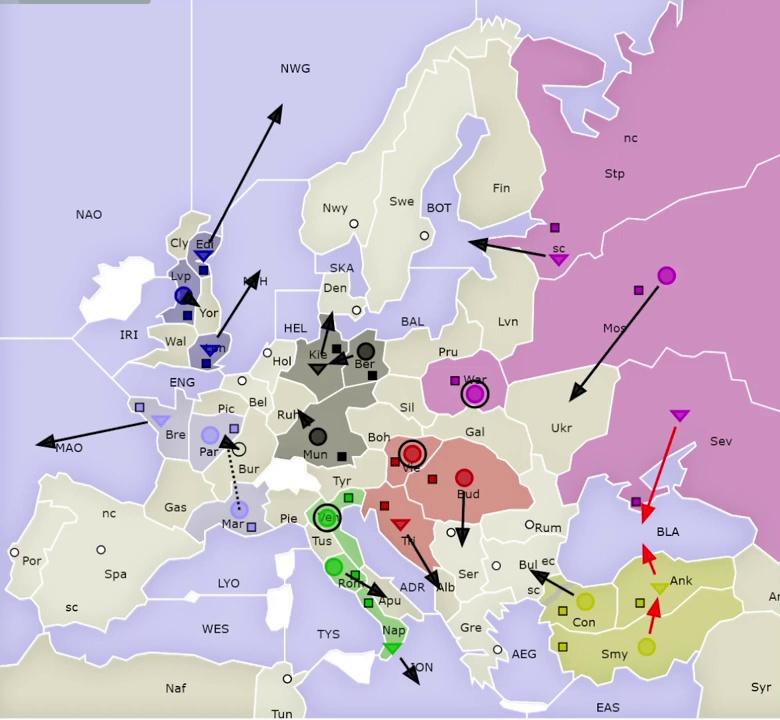 NWG
nc
Stp
Fin
NAO
Nwy
Swe
BOT
Cly
Edi
sc
SKA
Lvp
NTH
Den
Mos
Yor
IRI
Wal
Lon
HEL
BAL
Lvn
Kie
Hol
Ber
Pru
ENG
War
Bel
Pic
Ruh
Sil
Ukr
Bre
Par
Mun
Boh
Gal
Sev
MAO
Bur
Vie
Tyr
Bud
nc
Gas
Mar
Pie
Ven
Tri
Rum
BLA
Tus
Por
Spa
Bul
ec
Ank
LYO
Rom
ADR
Alb
Ser
sc
sc
Apu
Con
WES
TYS
Nap
Gre
AEG
Smy
ION
Naf
Syr
Tun
EAS